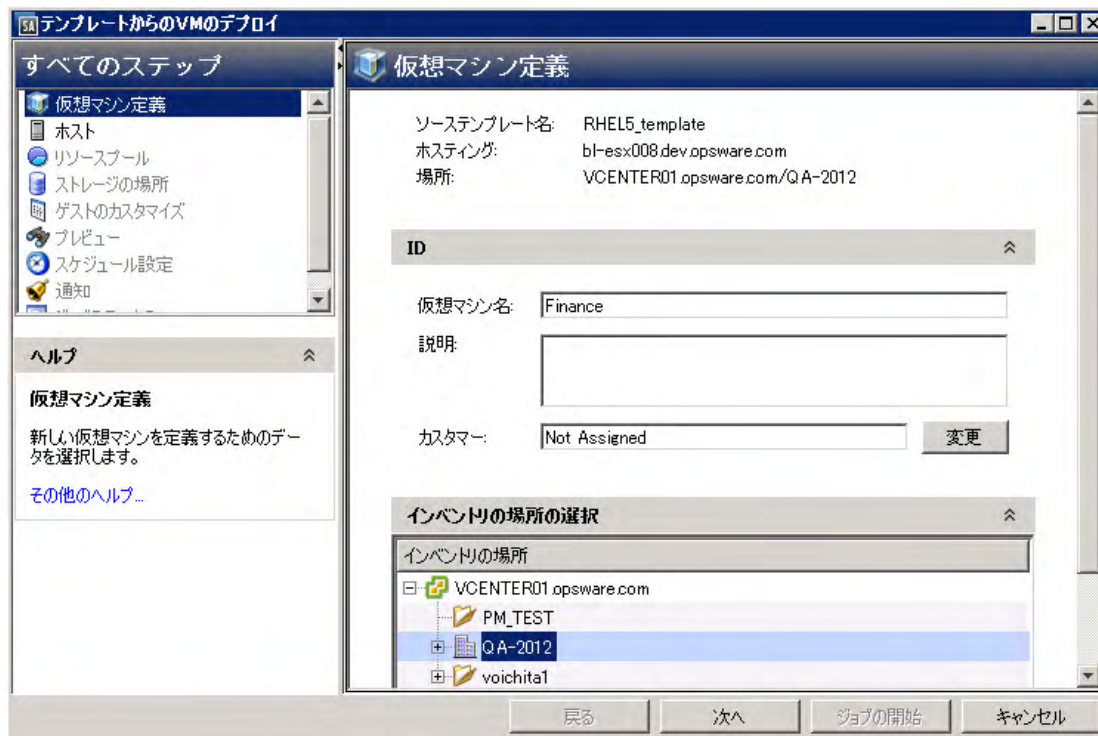 SA テンプレートからのVMのデプロイ
すべてのステップ
仮想マシン定義
ホスト
リソースプール
ストレージの場所
ゲストのカスタマイズ
プレビュー
スケジュール設定
通知
ヘルプ
仮想マシン定義
新しい仮想マシンを定義するためのデー
タを選択します。
その他のヘルプ...
仮想マシン定義
ソーステンプレート名: RHEL5_template
ホスティング: bl-esx008.dev.opsware.com
場所: VCENTER01.opsware.com/QA-2012
ID
仮想マシン名: Finance
説明:
カスタマー: Not Assigned 変更
インベントリの場所の選択
インベントリの場所
VCENTER01.opsware.com
PM_TEST
QA-2012
voichita1
戻る 次へ ジョブの開始 キャンセル